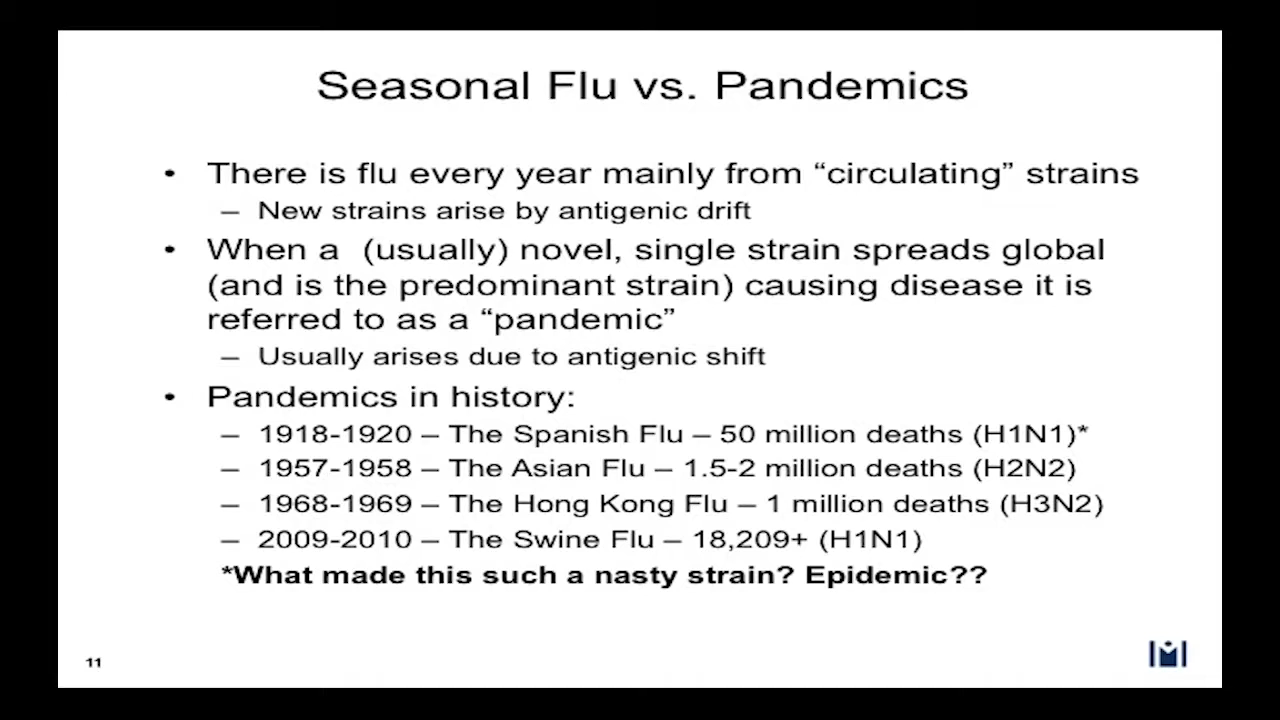 Seasonal Flu vs. Pandemics
• There is flu every year mainly from “circulating” strains
– New strains arise by antigenic drift
• When a (usually) novel, single strain spreads global
(and is the predominant strain) causing disease it is
referred to as a “pandemic”
– Usually arises due to antigenic shift
• Pandemics in history:
– 1918-1920 – The Spanish Flu – 50 million deaths (H1N1)*
– 1957-1958 – The Asian Flu – 1.5-2 million deaths (H2N2)
– 1968-1969 – The Hong Kong Flu – 1 million deaths (H3N2)
– 2009-2010 – The Swine Flu – 18,209+ (H1N1)
*What made this such a nasty strain? Epidemic??
11